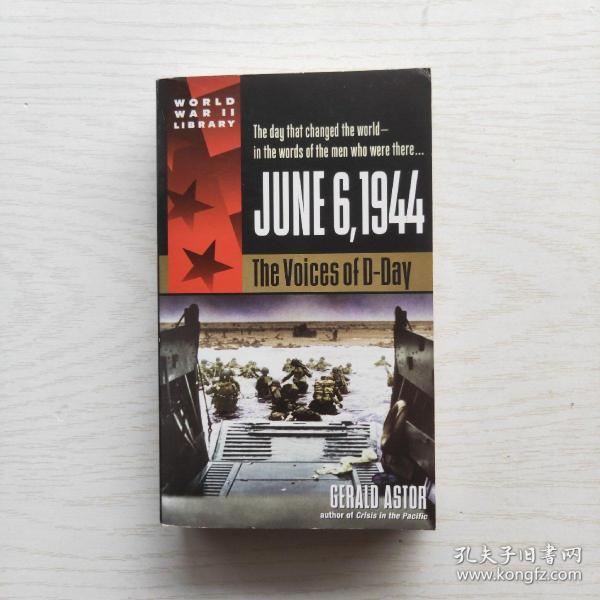 WORLD
WAR II
LIBRARY
The day that changed the world—
in the words of the men who were there...
JUNE 6, 1944
The Voices of D-Day
GERALD ASTOR
author of Crisis in the Pacific
孔夫子旧书网
www.kongfz.com